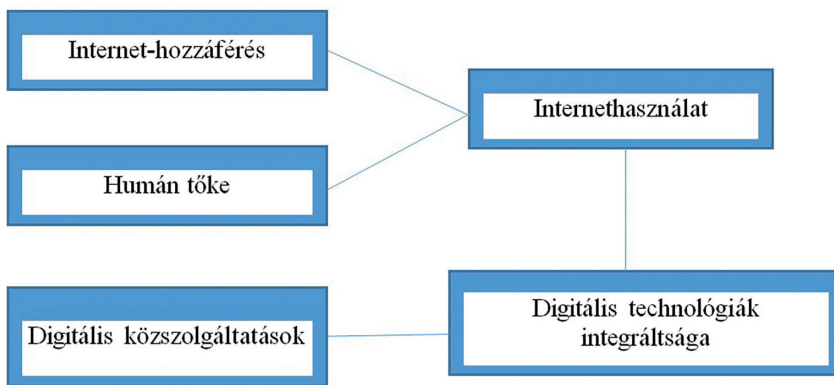 Internet-hozzáférés
Internethasználat
Humán tőke
Digitális közszolgáltatások
Digitális technológiák
integráltsága